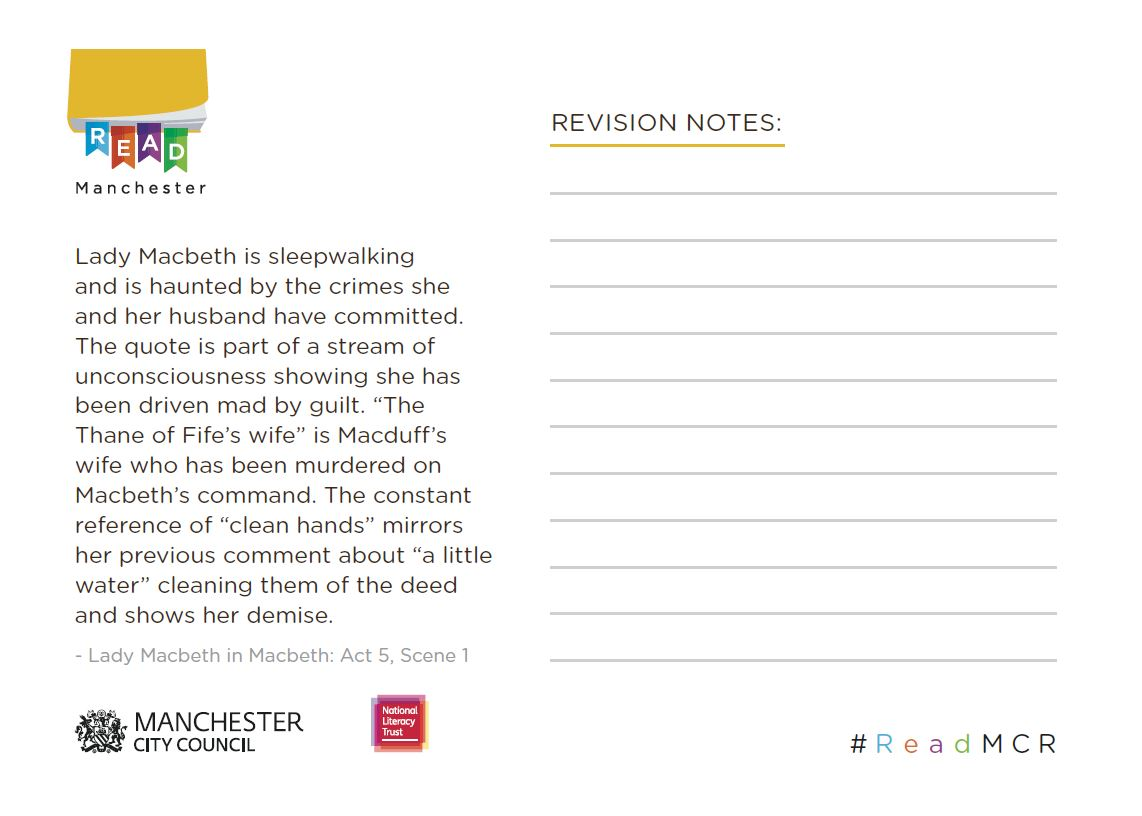 READ
Manchester
Lady Macbeth is sleepwalking
and is haunted by the crimes she
and her husband have committed.
The quote is part of a stream of
unconsciousness showing she has
been driven mad by guilt. “The
Thane of Fife’s wife” is Macduff’s
wife who has been murdered on
Macbeth’s command. The constant
reference of “clean hands” mirrors
her previous comment about “a little
water” cleaning them of the deed
and shows her demise.
- Lady Macbeth in Macbeth: Act 5, Scene 1
MANCHESTER
CITY COUNCIL
National
Literacy
Trust
REVISION NOTES:
#ReadMCR